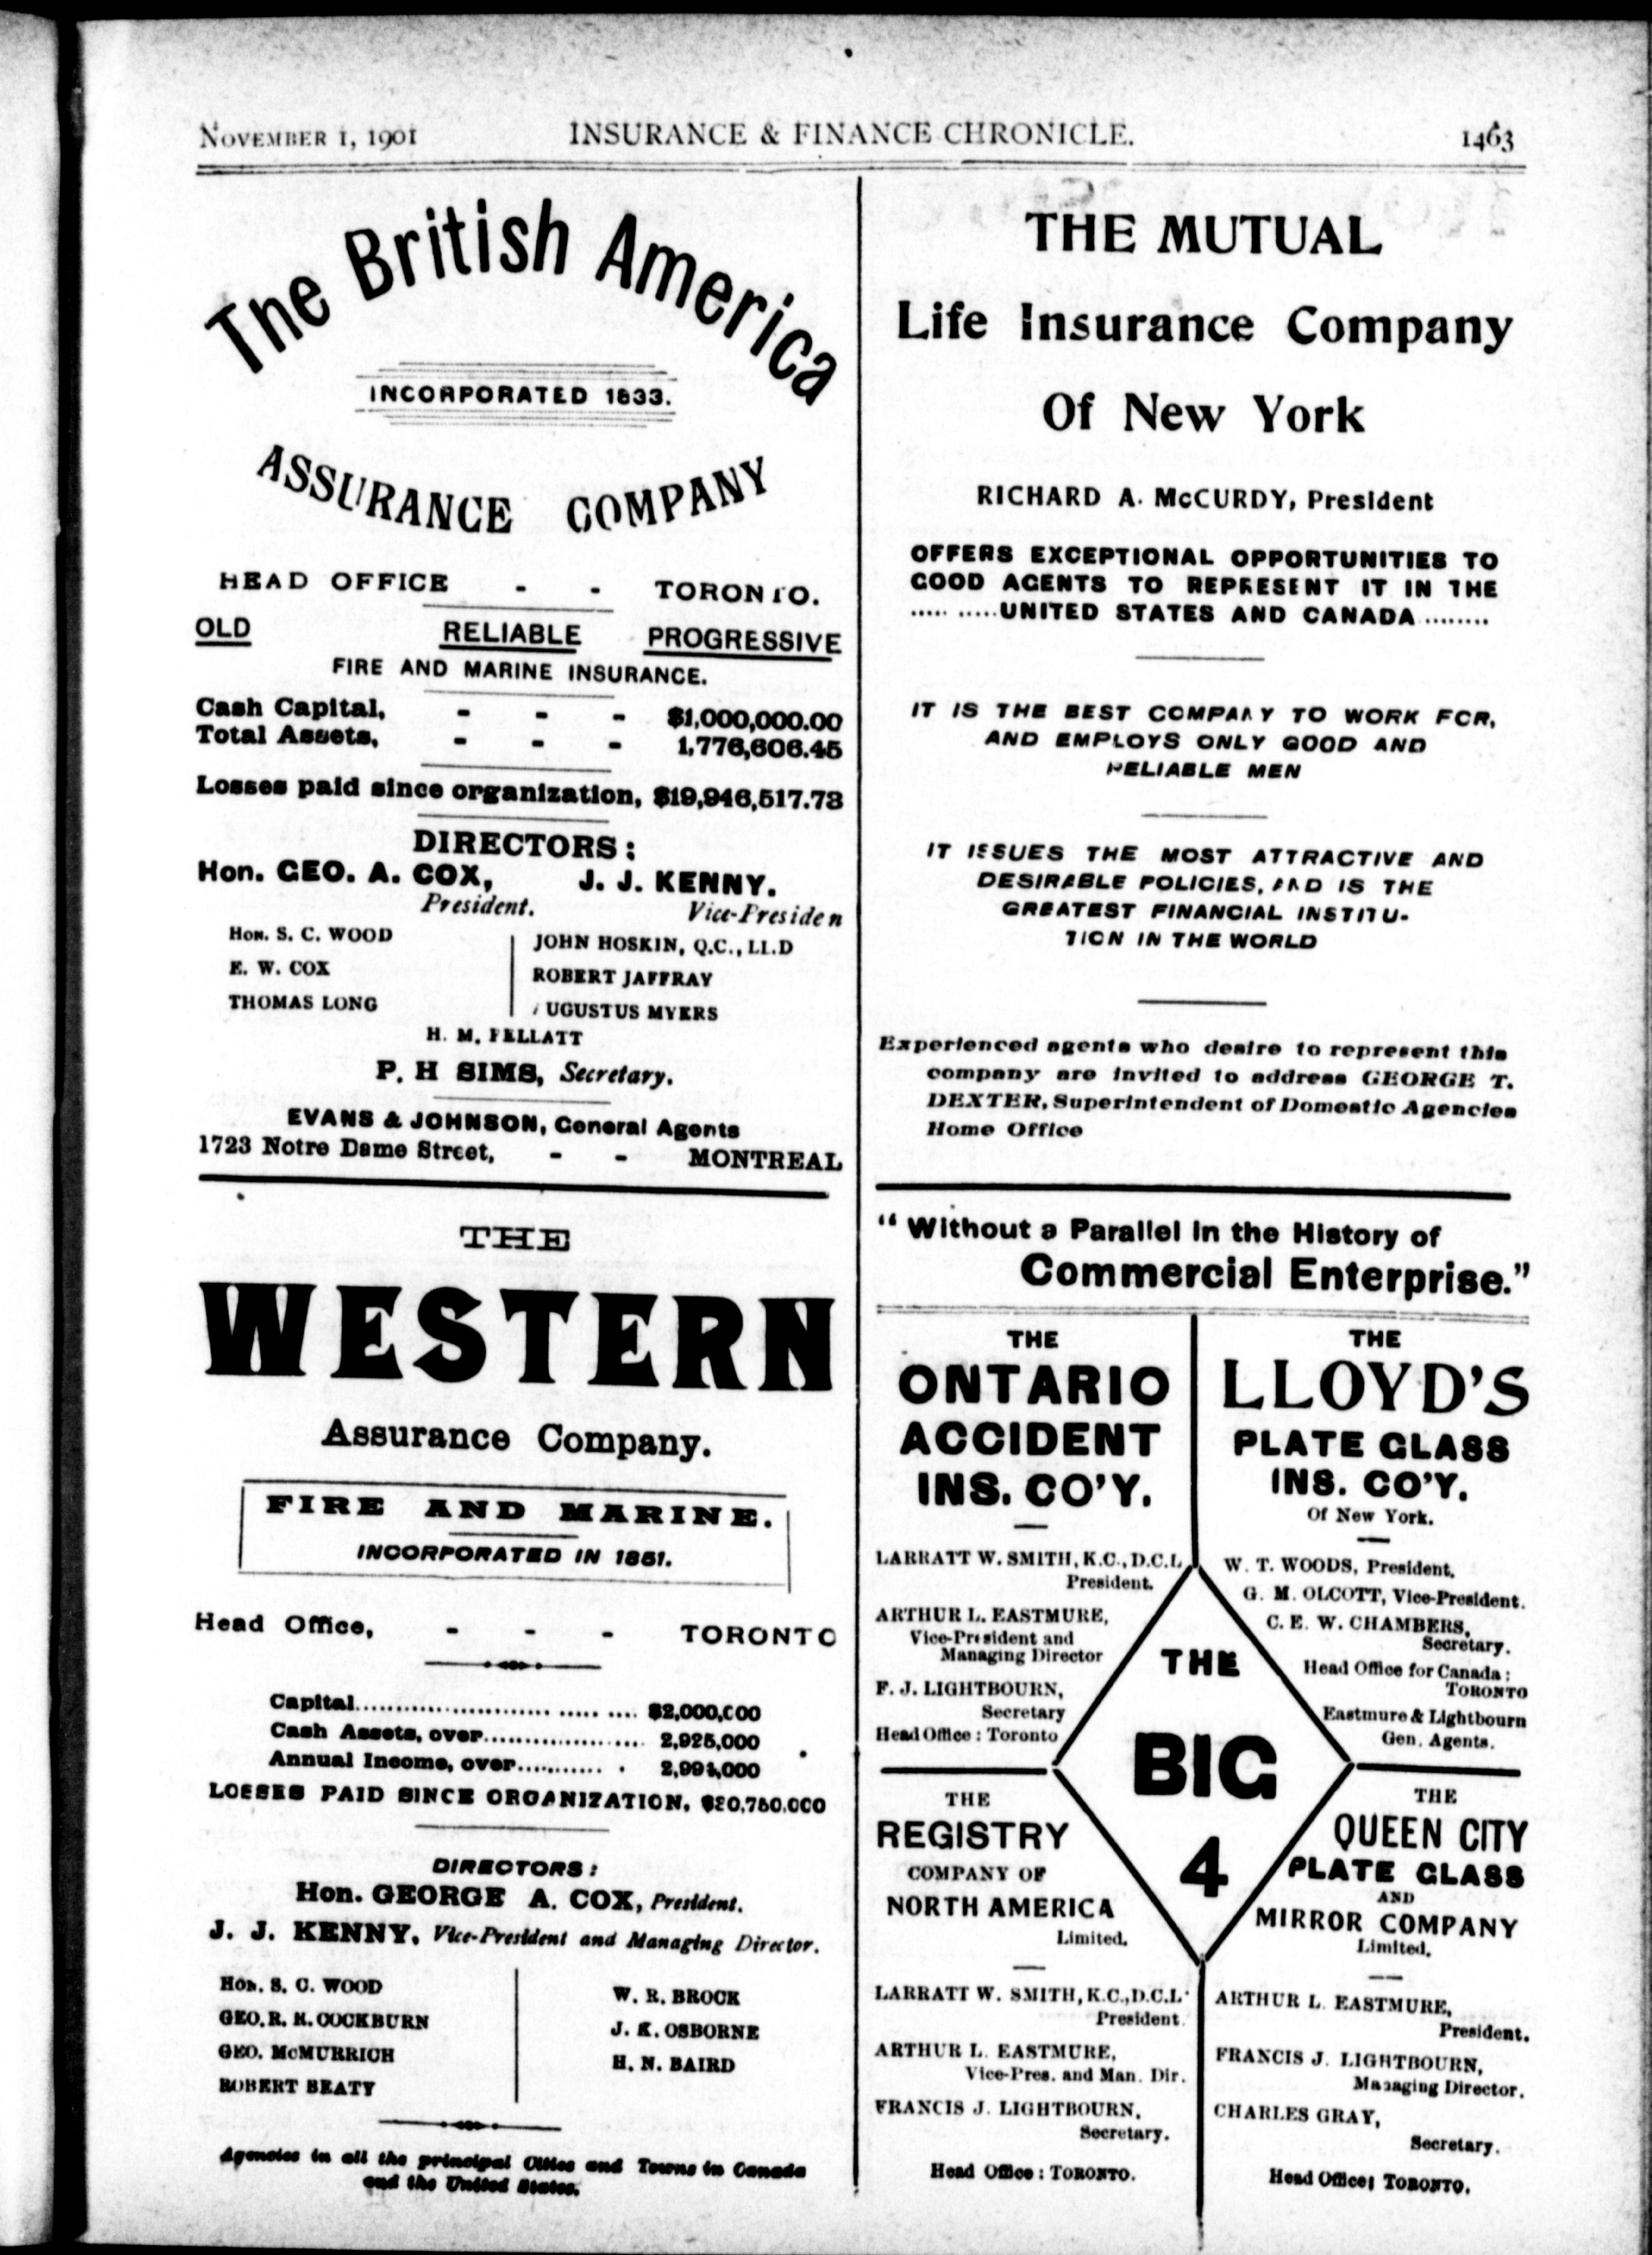 NOVEMBER 1, 1901 INSURANCE & FINANCE CHRONICLE. 1463
The British America
INCORPORATED 1833.
ASSURANCE COMPANY
HEAD OFFICE - - TORONTO.
OLD RELIABLE PROGRESSIVE
FIRE AND MARINE INSURANCE.
Cash Capital, - - - $1,000,000.00
Total Assets, - - - 1,776,606.45
Losses paid since organization, $19,946,517.73
DIRECTORS:
Hon. GEO. A. COX, J. J. KENNY.
President. Vice-Presiden
HON. S. C. WOOD JOHN HOSKIN, Q.C., LL.D
E. W. COX ROBERT JAFFRAY
THOMAS LONG AUGUSTUS MYERS
H. M. PELLATT
P. H SIMS, Secretary.
EVANS & JOHNSON, General Agents
1723 Notre Dame Street, - - MONTREAL
THE
WESTERN
Assurance Company.
FIRE AND MARINE.
INCORPORATED IN 1851.
Head Office, - - - TORONTO
Capital.......................... ..... .... $2,000,000
Cash Assets, over................... 2,925,000
Annual Income, over........... . 2,994,000
LOSSES PAID SINCE ORGANIZATION, $20,750,000
DIRECTORS:
Hon. GEORGE A. COX, President.
J. J. KENNY, Vice-President and Managing Director.
HON. S. C. WOOD W. R. BROCK
GEO. R. R. COCKBURN J. K. OSBORNE
GEO. McMURRICH H. N. BAIRD
ROBERT BEATY
Agencies in all the principal Cities and Towns in Canada
and the United States.
THE MUTUAL
Life Insurance Company
Of New York
RICHARD A. McCURDY, President
OFFERS EXCEPTIONAL OPPORTUNITIES TO
GOOD AGENTS TO REPRESENT IT IN THE
..... .....UNITED STATES AND CANADA ........
IT IS THE BEST COMPANY TO WORK FOR,
AND EMPLOYS ONLY GOOD AND
RELIABLE MEN
IT ISSUES THE MOST ATTRACTIVE AND
DESIRABLE POLICIES, AND IS THE
GREATEST FINANCIAL INSTITU-
TION IN THE WORLD
Experienced agents who desire to represent this
company are invited to address GEORGE T.
DEXTER, Superintendent of Domestic Agencies
Home Office
"Without a Parallel in the History of
Commercial Enterprise."
THE
ONTARIO
ACCIDENT
INS. CO'Y.
LARRATT W. SMITH, K.C., D.C.L
President.
ARTHUR L. EASTMURE,
Vice-President and
Managing Director
F. J. LIGHTBOURN,
Secretary
Head Office : Toronto
THE
LLOYD'S
PLATE GLASS
INS. CO'Y.
Of New York.
W. T. WOODS, President,
G. M. OLCOTT, Vice-President.
C. E. W. CHAMBERS,
Secretary.
Head Office for Canada :
TORONTO
Eastmure & Lightbourn
Gen. Agents.
THE
BIG
4
THE
REGISTRY
COMPANY OF
NORTH AMERICA
Limited.
LARRATT W. SMITH, K.C., D.C.L.
President
ARTHUR L. EASTMURE,
Vice-Pres. and Man. Dir.
FRANCIS J. LIGHTBOURN,
Secretary.
Head Office : TORONTO.
THE
QUEEN CITY
PLATE GLASS
AND
MIRROR COMPANY
Limited.
ARTHUR L. EASTMURE,
President.
FRANCIS J. LIGHTBOURN,
Managing Director.
CHARLES GRAY,
Secretary.
Head Office: TORONTO.